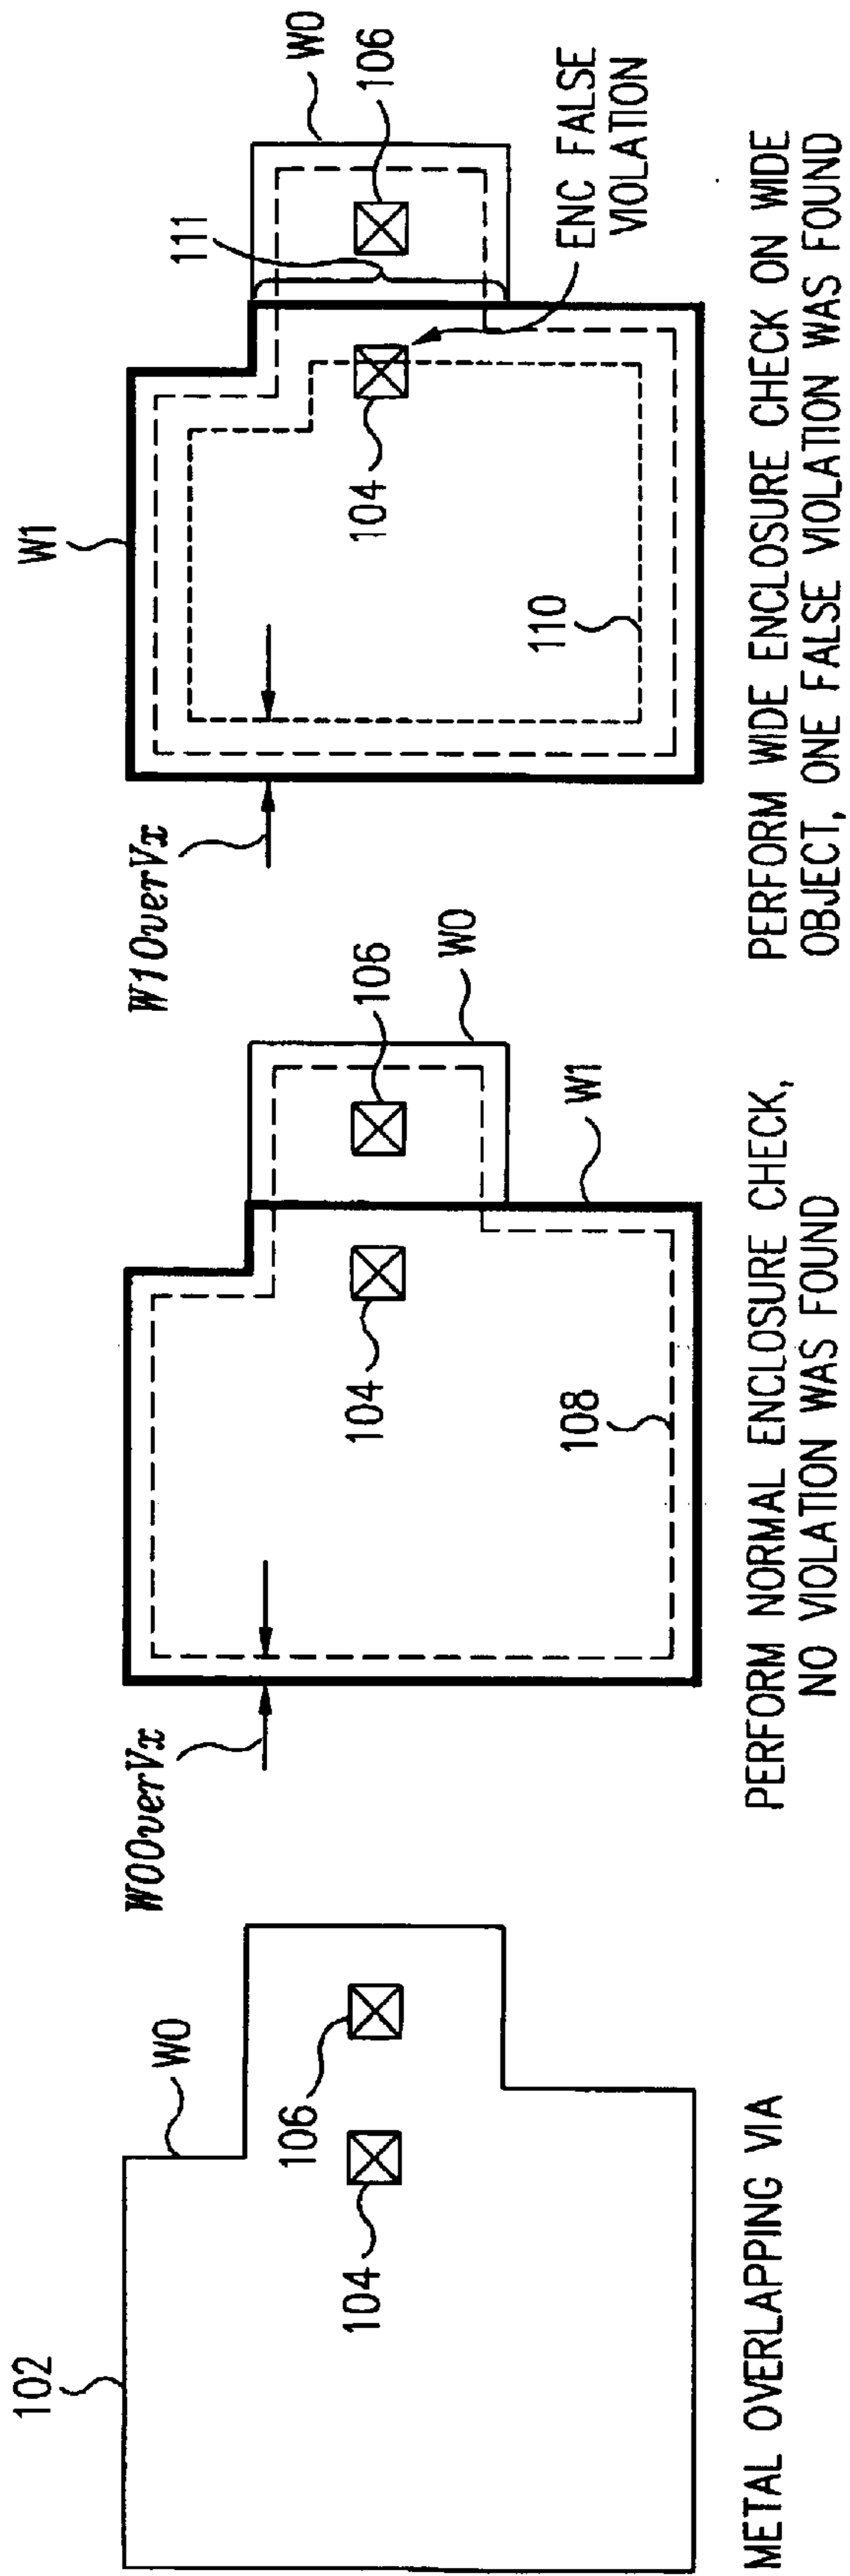 102
W0
106
104
METAL OVERLAPPING VIA
W0OverVx
106
W0
104
W1
108
PERFORM NORMAL ENCLOSURE CHECK,
NO VIOLATION WAS FOUND
W1OverVx
W1
111
W0
106
104
ENC FALSE
VIOLATION
110
PERFORM WIDE ENCLOSURE CHECK ON WIDE
OBJECT, ONE FALSE VIOLATION WAS FOUND